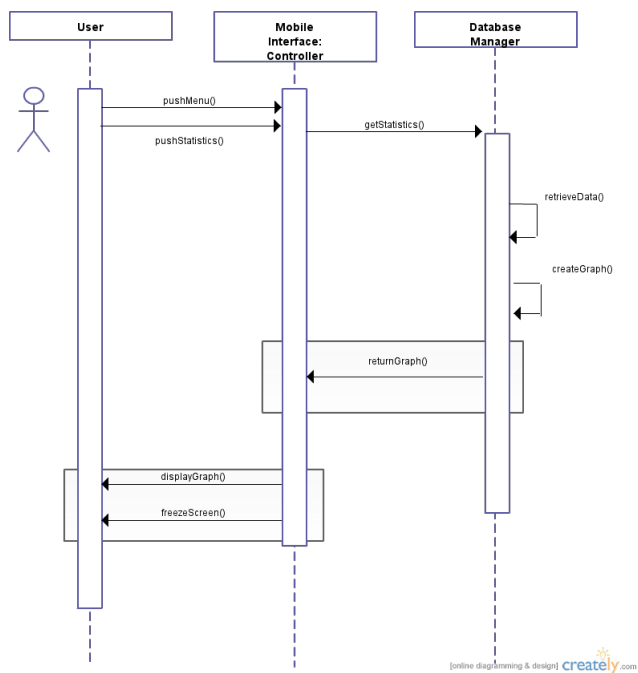 User
Mobile
Interface:
Controller
Database
Manager
pushMenu()
getStatistics()
pushStatistics()
retrieveData()
createGraph()
returnGraph()
displayGraph()
freezeScreen()
[online diagramming & design] creately.com